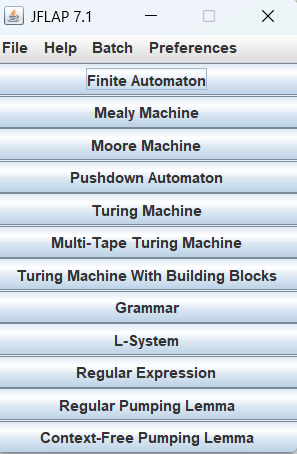 JFLAP 7.1
File Help Batch Preferences
Finite Automaton
Mealy Machine
Moore Machine
Pushdown Automaton
Turing Machine
Multi-Tape Turing Machine
Turing Machine With Building Blocks
Grammar
L-System
Regular Expression
Regular Pumping Lemma
Context-Free Pumping Lemma